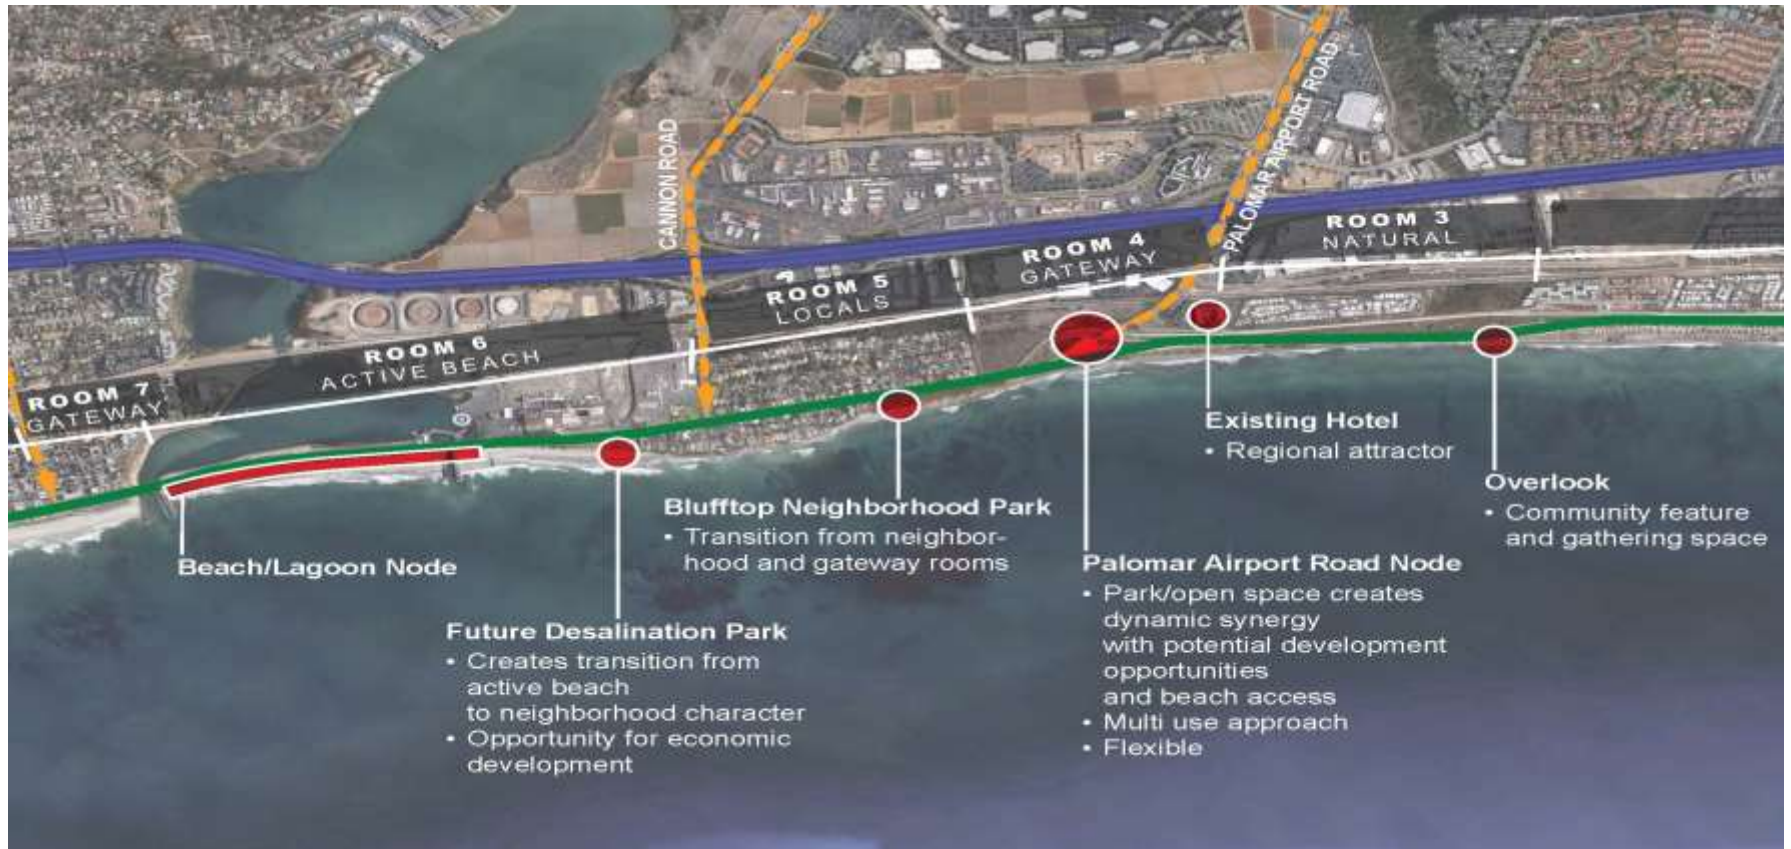 CANNON ROAD
PALOMAR AIRPORT ROAD
ROOM 3
NATURAL
ROOM 4
GATEWAY
ROOM 5
LOCALS
ROOM 6
ACTIVE BEACH
ROOM 7
GATEWAY
Beach/Lagoon Node
Future Desalination Park
• Creates transition from
active beach
to neighborhood character
• Opportunity for economic
development
Blufftop Neighborhood Park
• Transition from neighbor-
hood and gateway rooms
Palomar Airport Road Node
• Park/open space creates
dynamic synergy
with potential development
opportunities
and beach access
• Multi use approach
• Flexible
Existing Hotel
• Regional attractor
Overlook
• Community feature
and gathering space